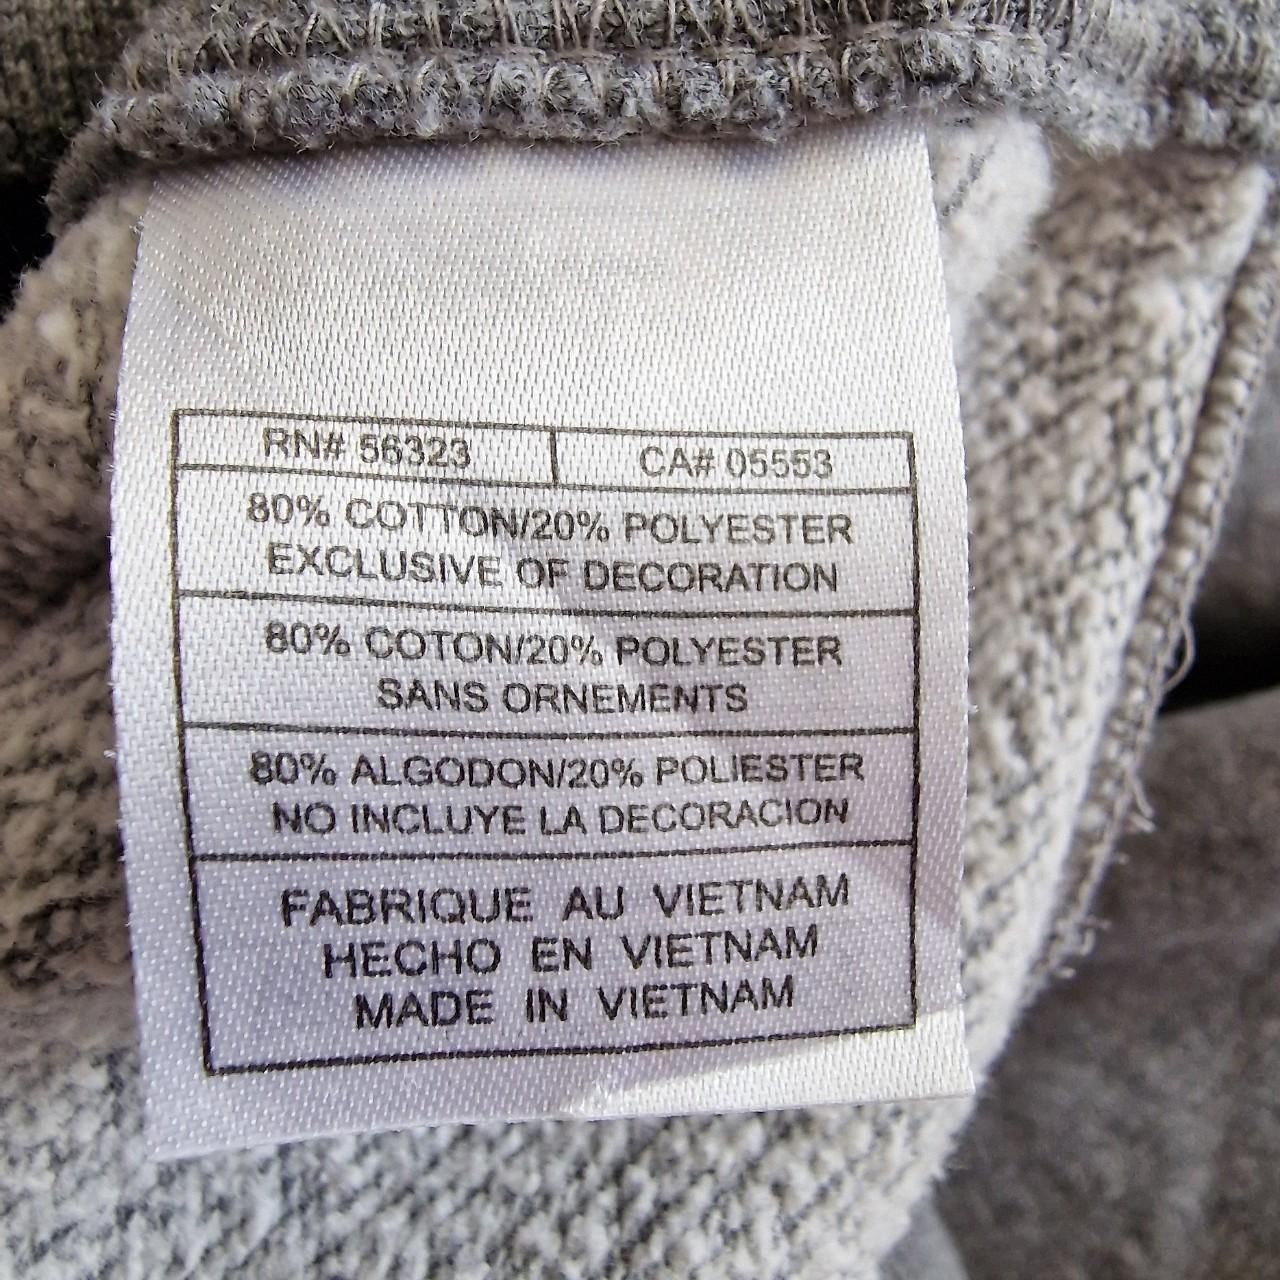 RN# 56323 CA# 05553
80% COTTON/20% POLYESTER
EXCLUSIVE OF DECORATION
80% COTON/20% POLYESTER
SANS ORNEMENTS
80% ALGODON/20% POLIESTER
NO INCLUYE LA DECORACION
FABRIQUE AU VIETNAM
HECHO EN VIETNAM
MADE IN VIETNAM